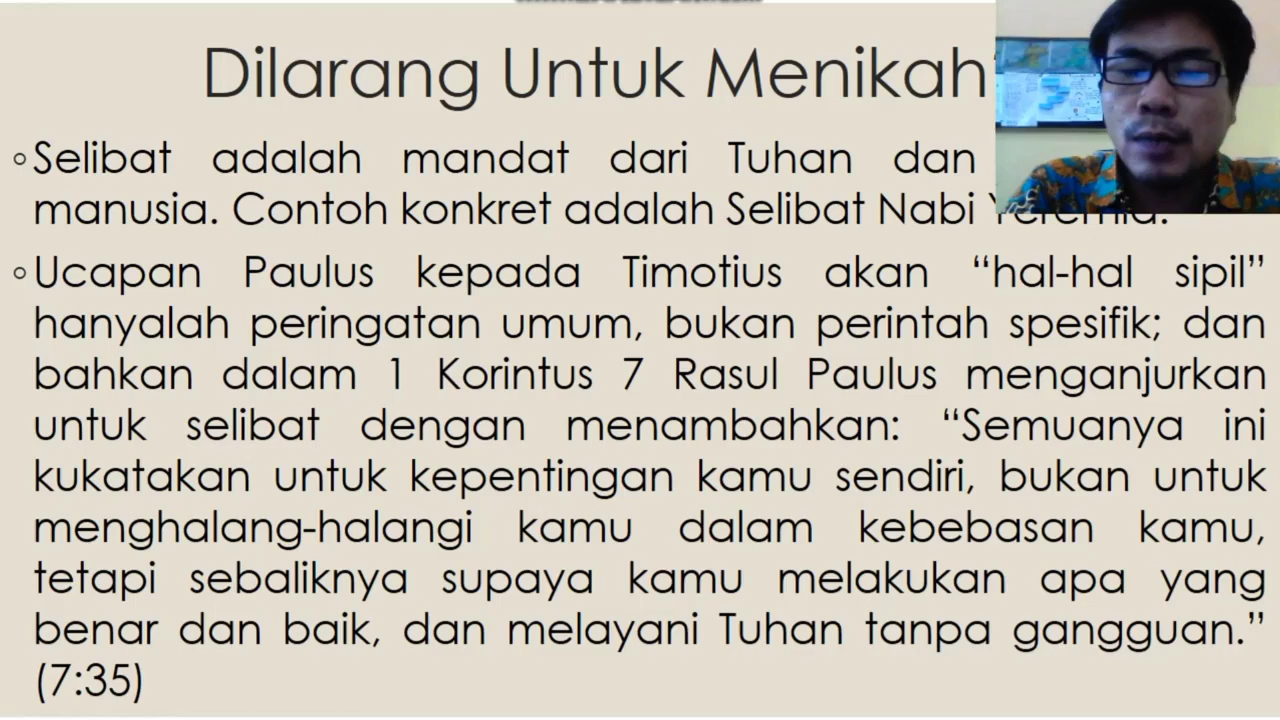 Dilarang Untuk Menikah
◦Selibat adalah mandat dari Tuhan dan
manusia. Contoh konkret adalah Selibat Nabi
◦Ucapan Paulus kepada Timotius akan “hal-hal sipil”
hanyalah peringatan umum, bukan perintah spesifik; dan
bahkan dalam 1 Korintus 7 Rasul Paulus menganjurkan
untuk selibat dengan menambahkan: “Semuanya ini
kukatakan untuk kepentingan kamu sendiri, bukan untuk
menghalang-halangi kamu dalam kebebasan kamu,
tetapi sebaliknya supaya kamu melakukan apa yang
benar dan baik, dan melayani Tuhan tanpa gangguan.”
(7:35)